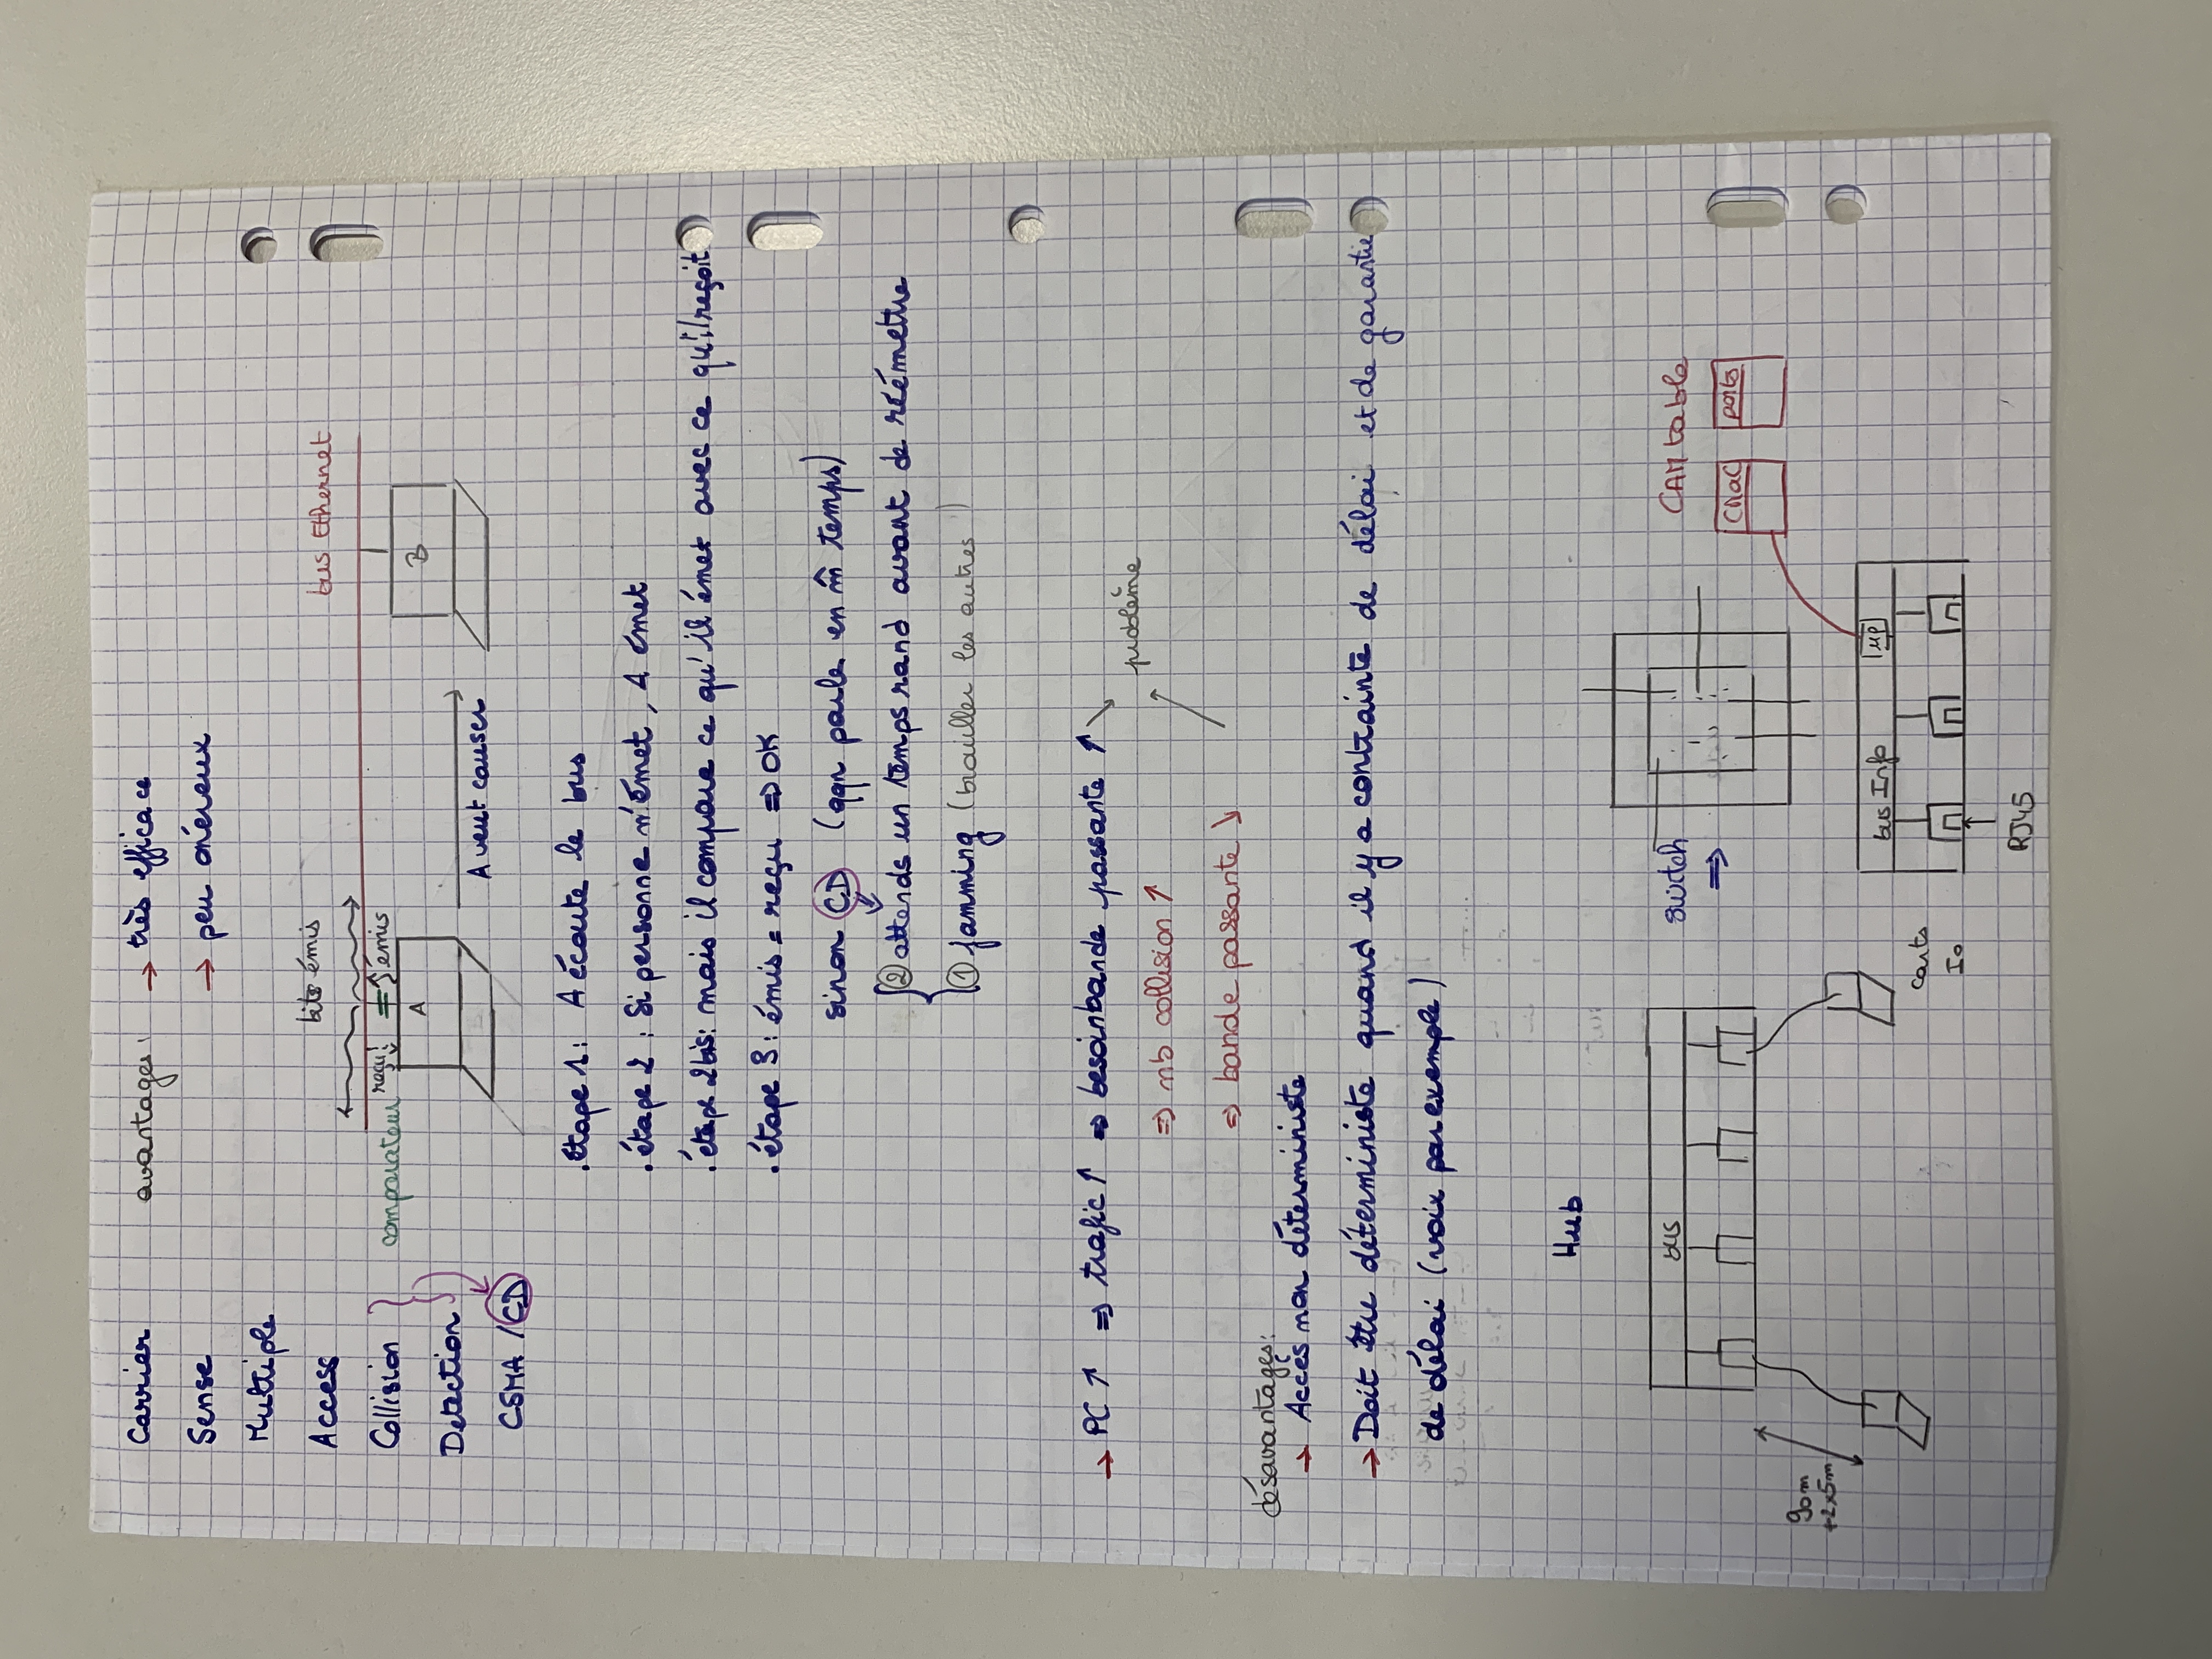 Carrier avantages: → très efficace
Sense → peu onéreux
Multiple
bits émis
Access bus Ethernet
Collision comparateur reçu ! = émis
A B
Detection
A veut causer
CSMA / CD
. étape 1 : A écoute le bus
. étape 2 : Si personne n'émet, A émet
. étape 2bis : mais il compare ce qu'il émet avec ce qu'il reçoit
. étape 3 : émis = reçu ⇒ OK
sinon CD (qqn parle en m̂ temps)
② attends un temps rand avant de réémettre
① jamming (brouiller les autres)
→ PC ↑ ⇒ trafic ↑ ⇒ besoin bande passante ↑
problème
⇒ nb collision ↑
⇒ bande passante ↘
désavantages:
→ Accès non déterministe
→ Doit être déterministe quand il y a contrainte de délai et de garantie
de délai (voix par exemple)
Hub
bus switch CAM table
⇒ ports
90m
+2x5m
bus Info µp
carts
Io
RJ45